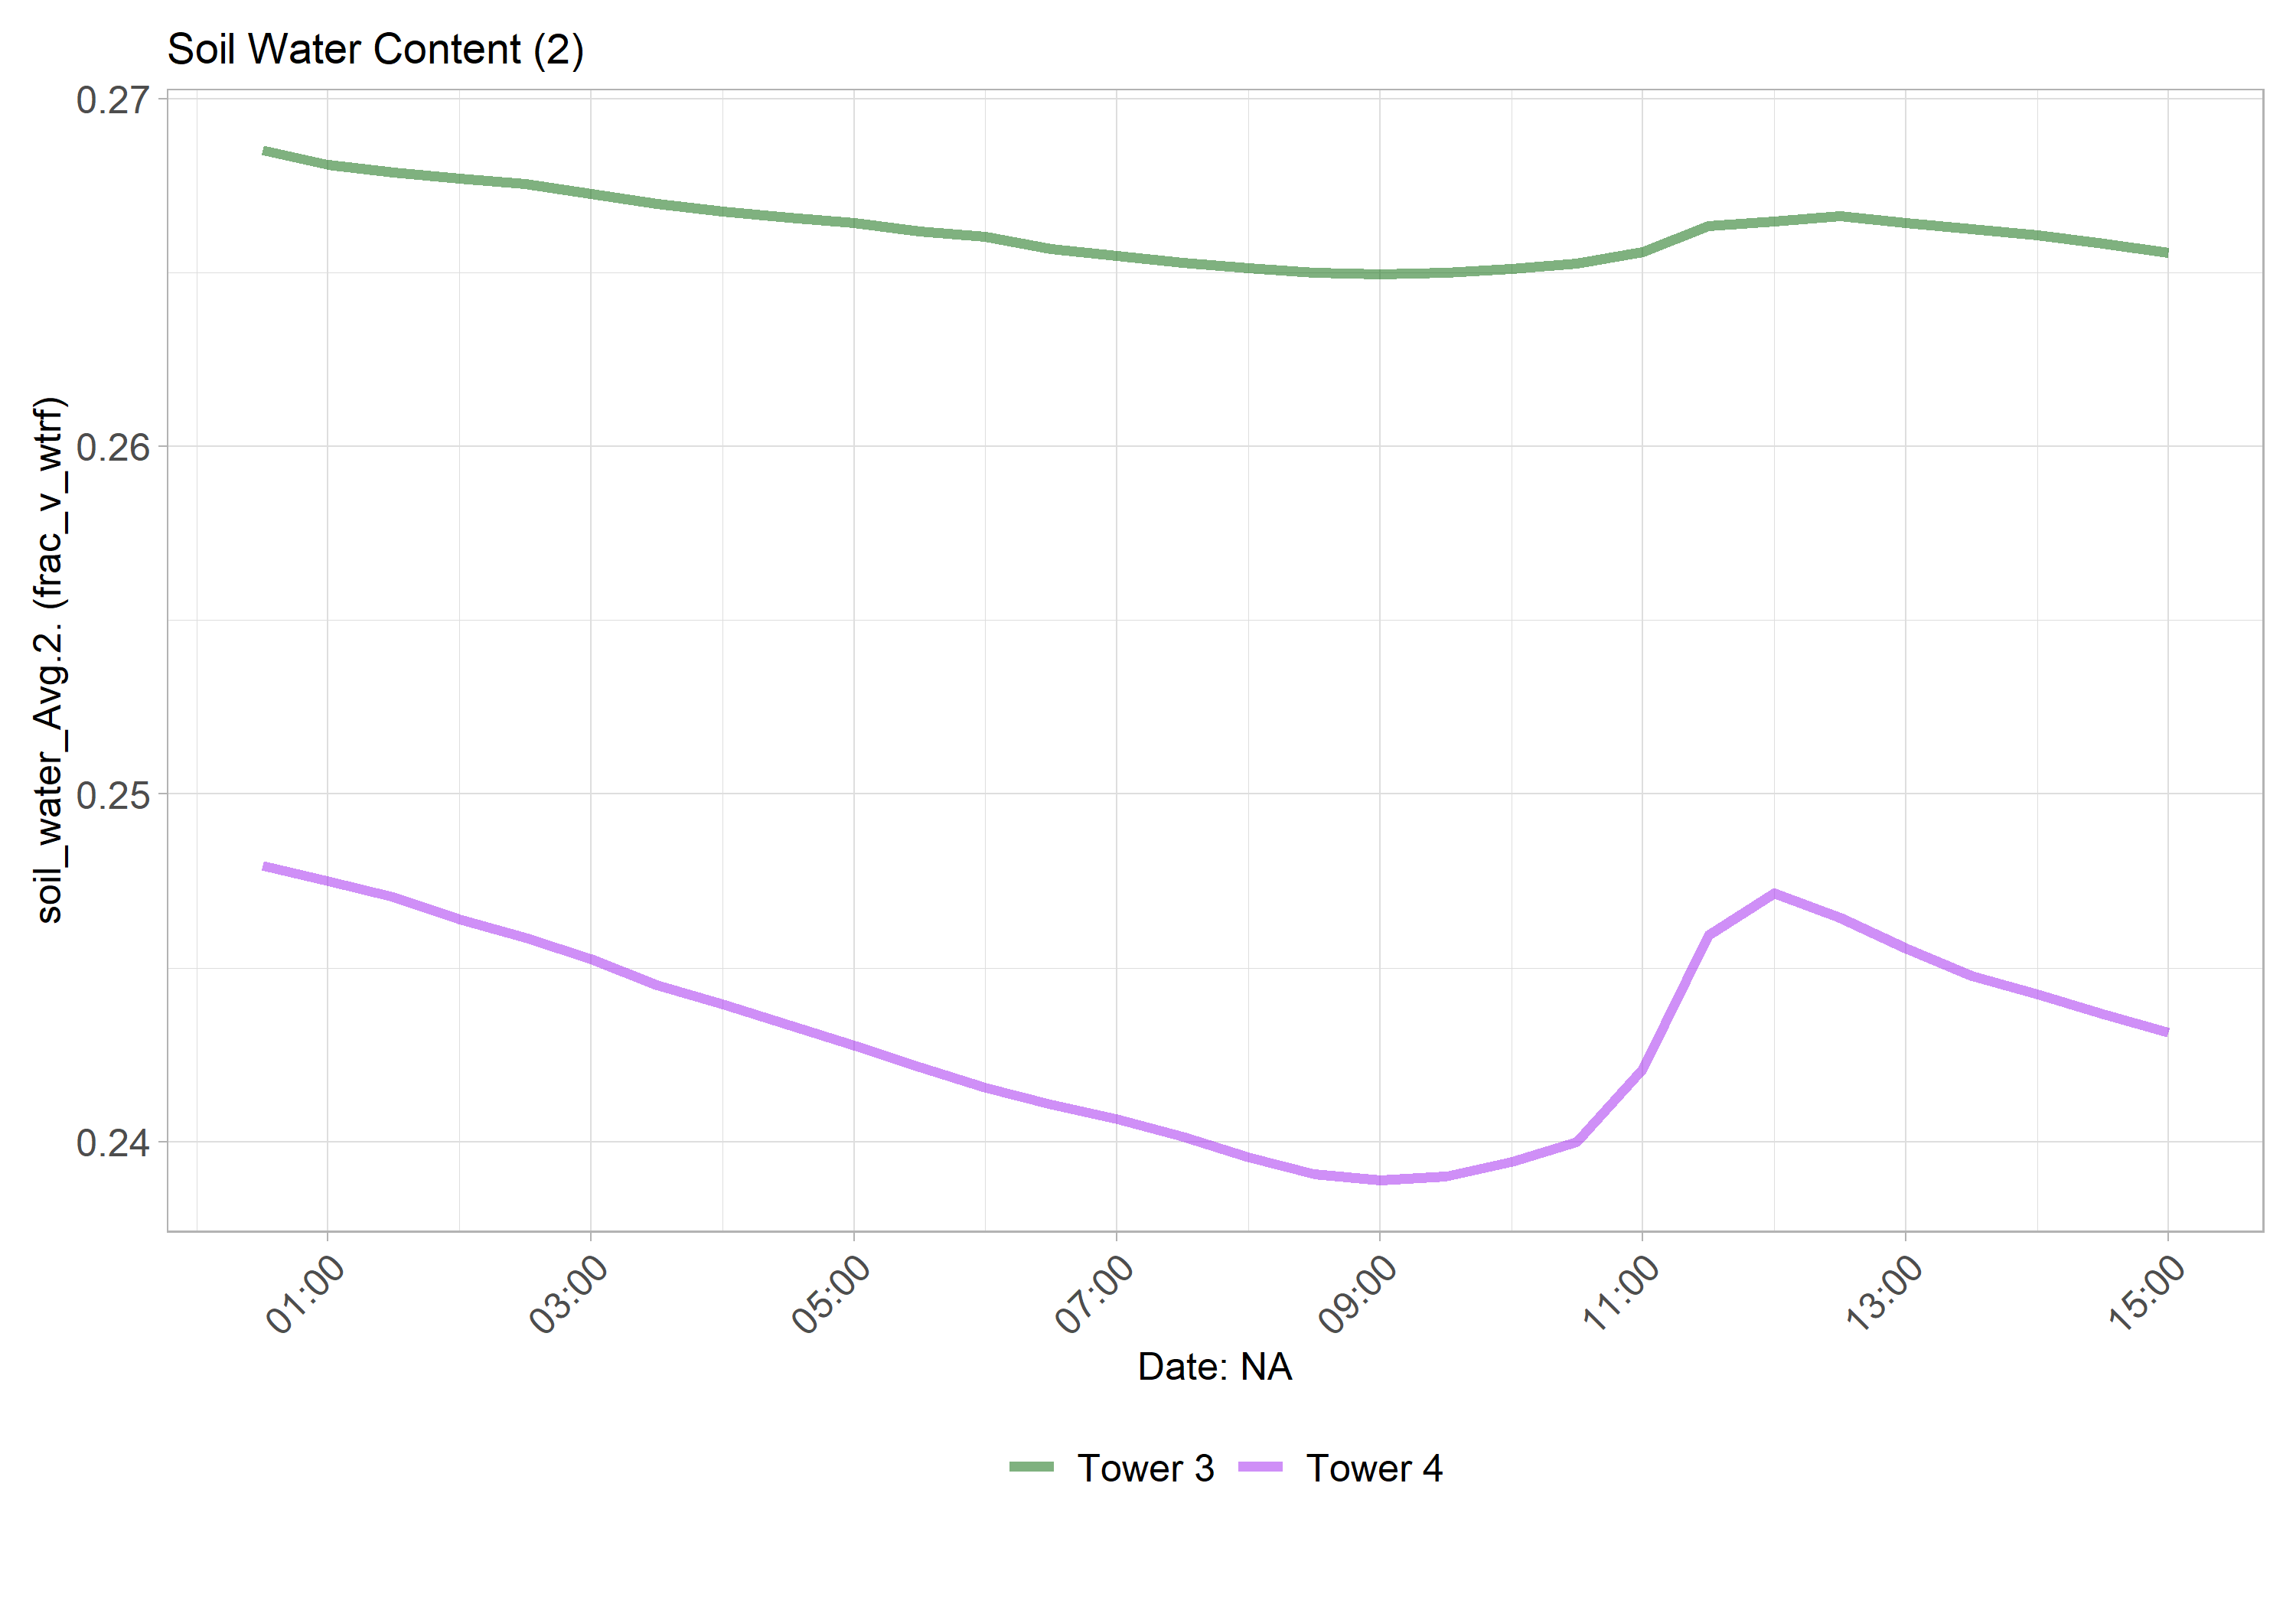 Soil Water Content (2)
soil_water_Avg.2. (frac_v_wtrf)
0.27
0.26
0.25
0.24
01:00
03:00
05:00
07:00
09:00
11:00
13:00
15:00
Date: NA
Tower 3
Tower 4